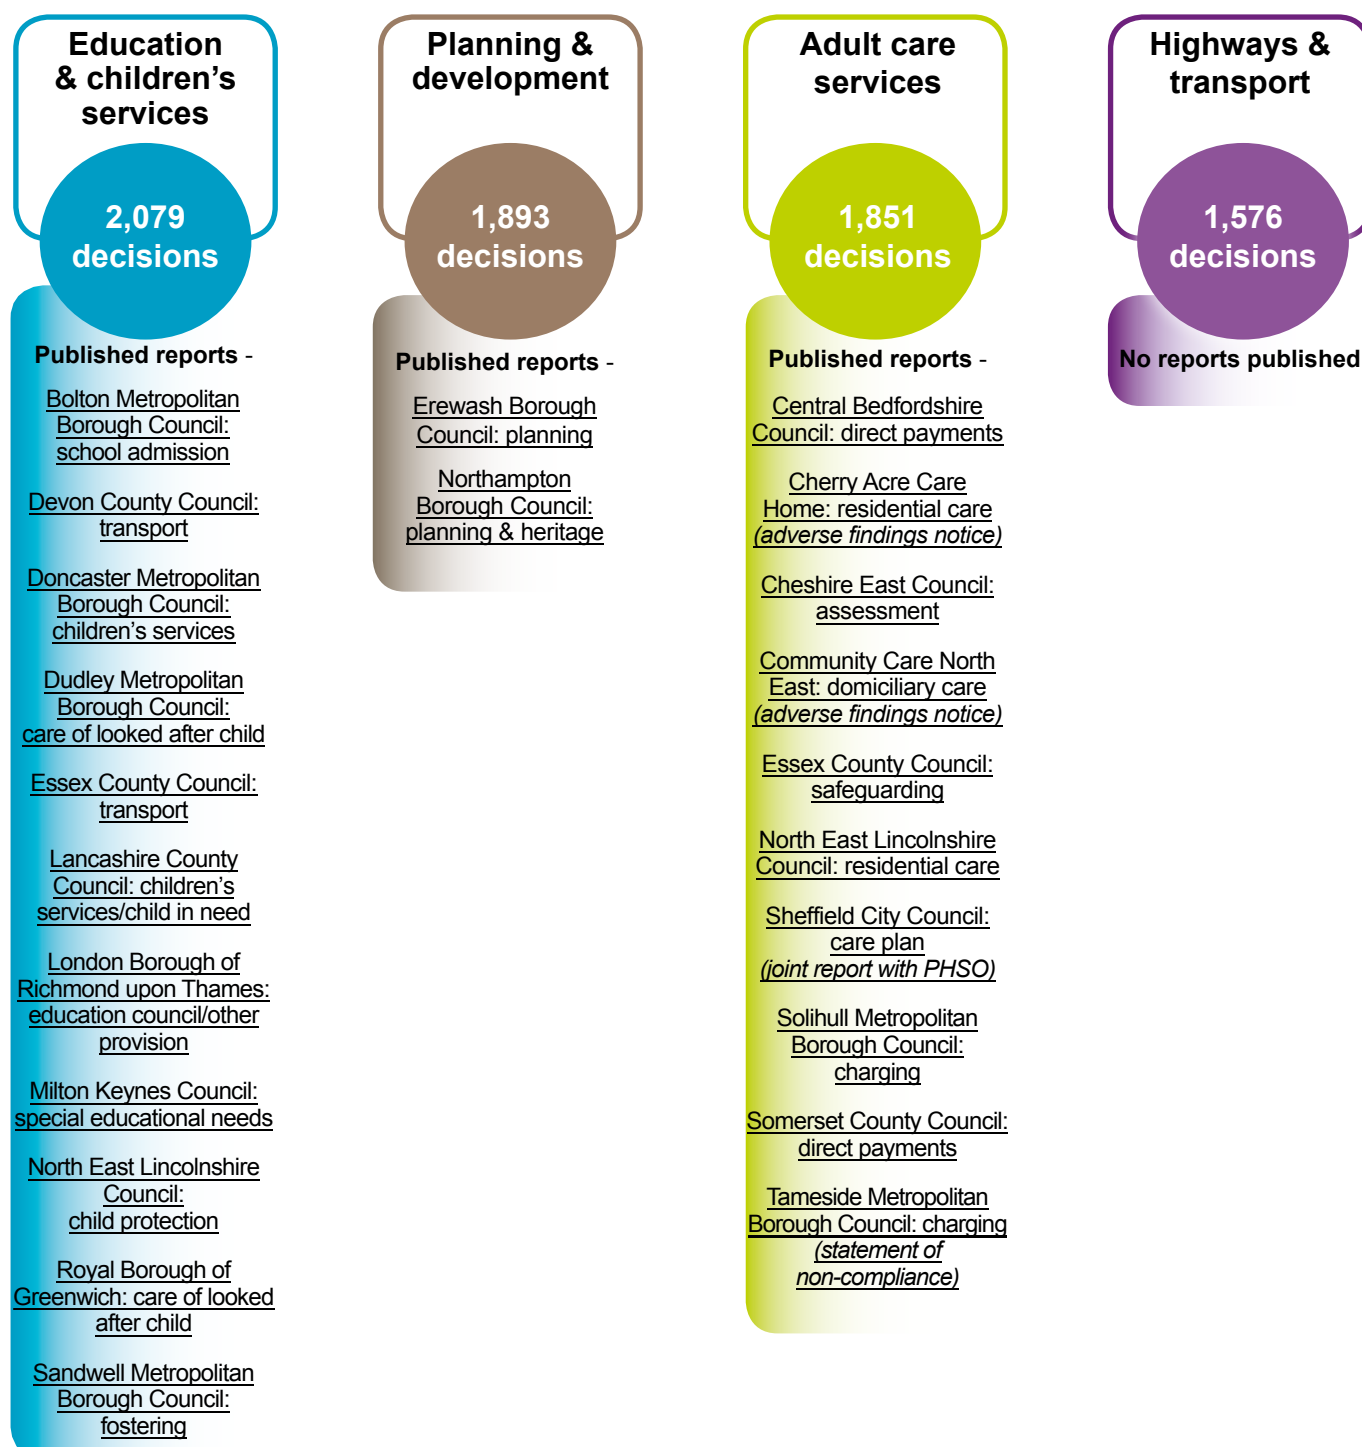 Education
& children's
services
2,079
decisions
Published reports -
Bolton Metropolitan
Borough Council:
school admission
Devon County Council:
transport
Doncaster Metropolitan
Borough Council:
children's services
Dudley Metropolitan
Borough Council:
care of looked after child
Essex County Council:
transport
Lancashire County
Council: children's
services/child in need
London Borough of
Richmond upon Thames:
education council/other
provision
Milton Keynes Council:
special educational needs
North East Lincolnshire
Council:
child protection
Royal Borough of
Greenwich: care of looked
after child
Sandwell Metropolitan
Borough Council:
fostering
Planning &
development
1,893
decisions
Published reports -
Erewash Borough
Council: planning
Northampton
Borough Council:
planning & heritage
Adult care
services
1,851
decisions
Published reports -
Central Bedfordshire
Council: direct payments
Cherry Acre Care
Home: residential care
(adverse findings notice)
Cheshire East Council:
assessment
Community Care North
East: domiciliary care
(adverse findings notice)
Essex County Council:
safeguarding
North East Lincolnshire
Council: residential care
Sheffield City Council:
care plan
(joint report with PHSO)
Solihull Metropolitan
Borough Council:
charging
Somerset County Council:
direct payments
Tameside Metropolitan
Borough Council: charging
(statement of
non-compliance)
Highways &
transport
1,576
decisions
No reports published